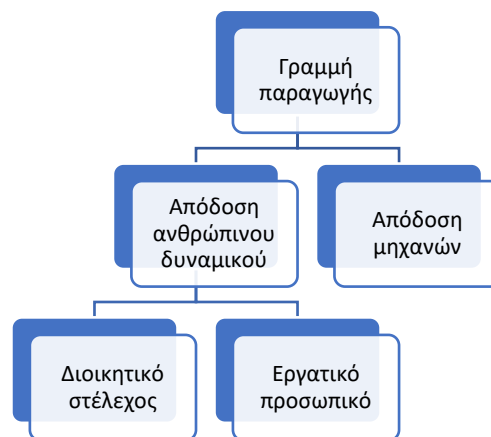 Γραμμή
παραγωγής
Απόδοση
ανθρώπινου
δυναμικού
Απόδοση
μηχανών
Διοικητικό
στέλεχος
Εργατικό
προσωπικό